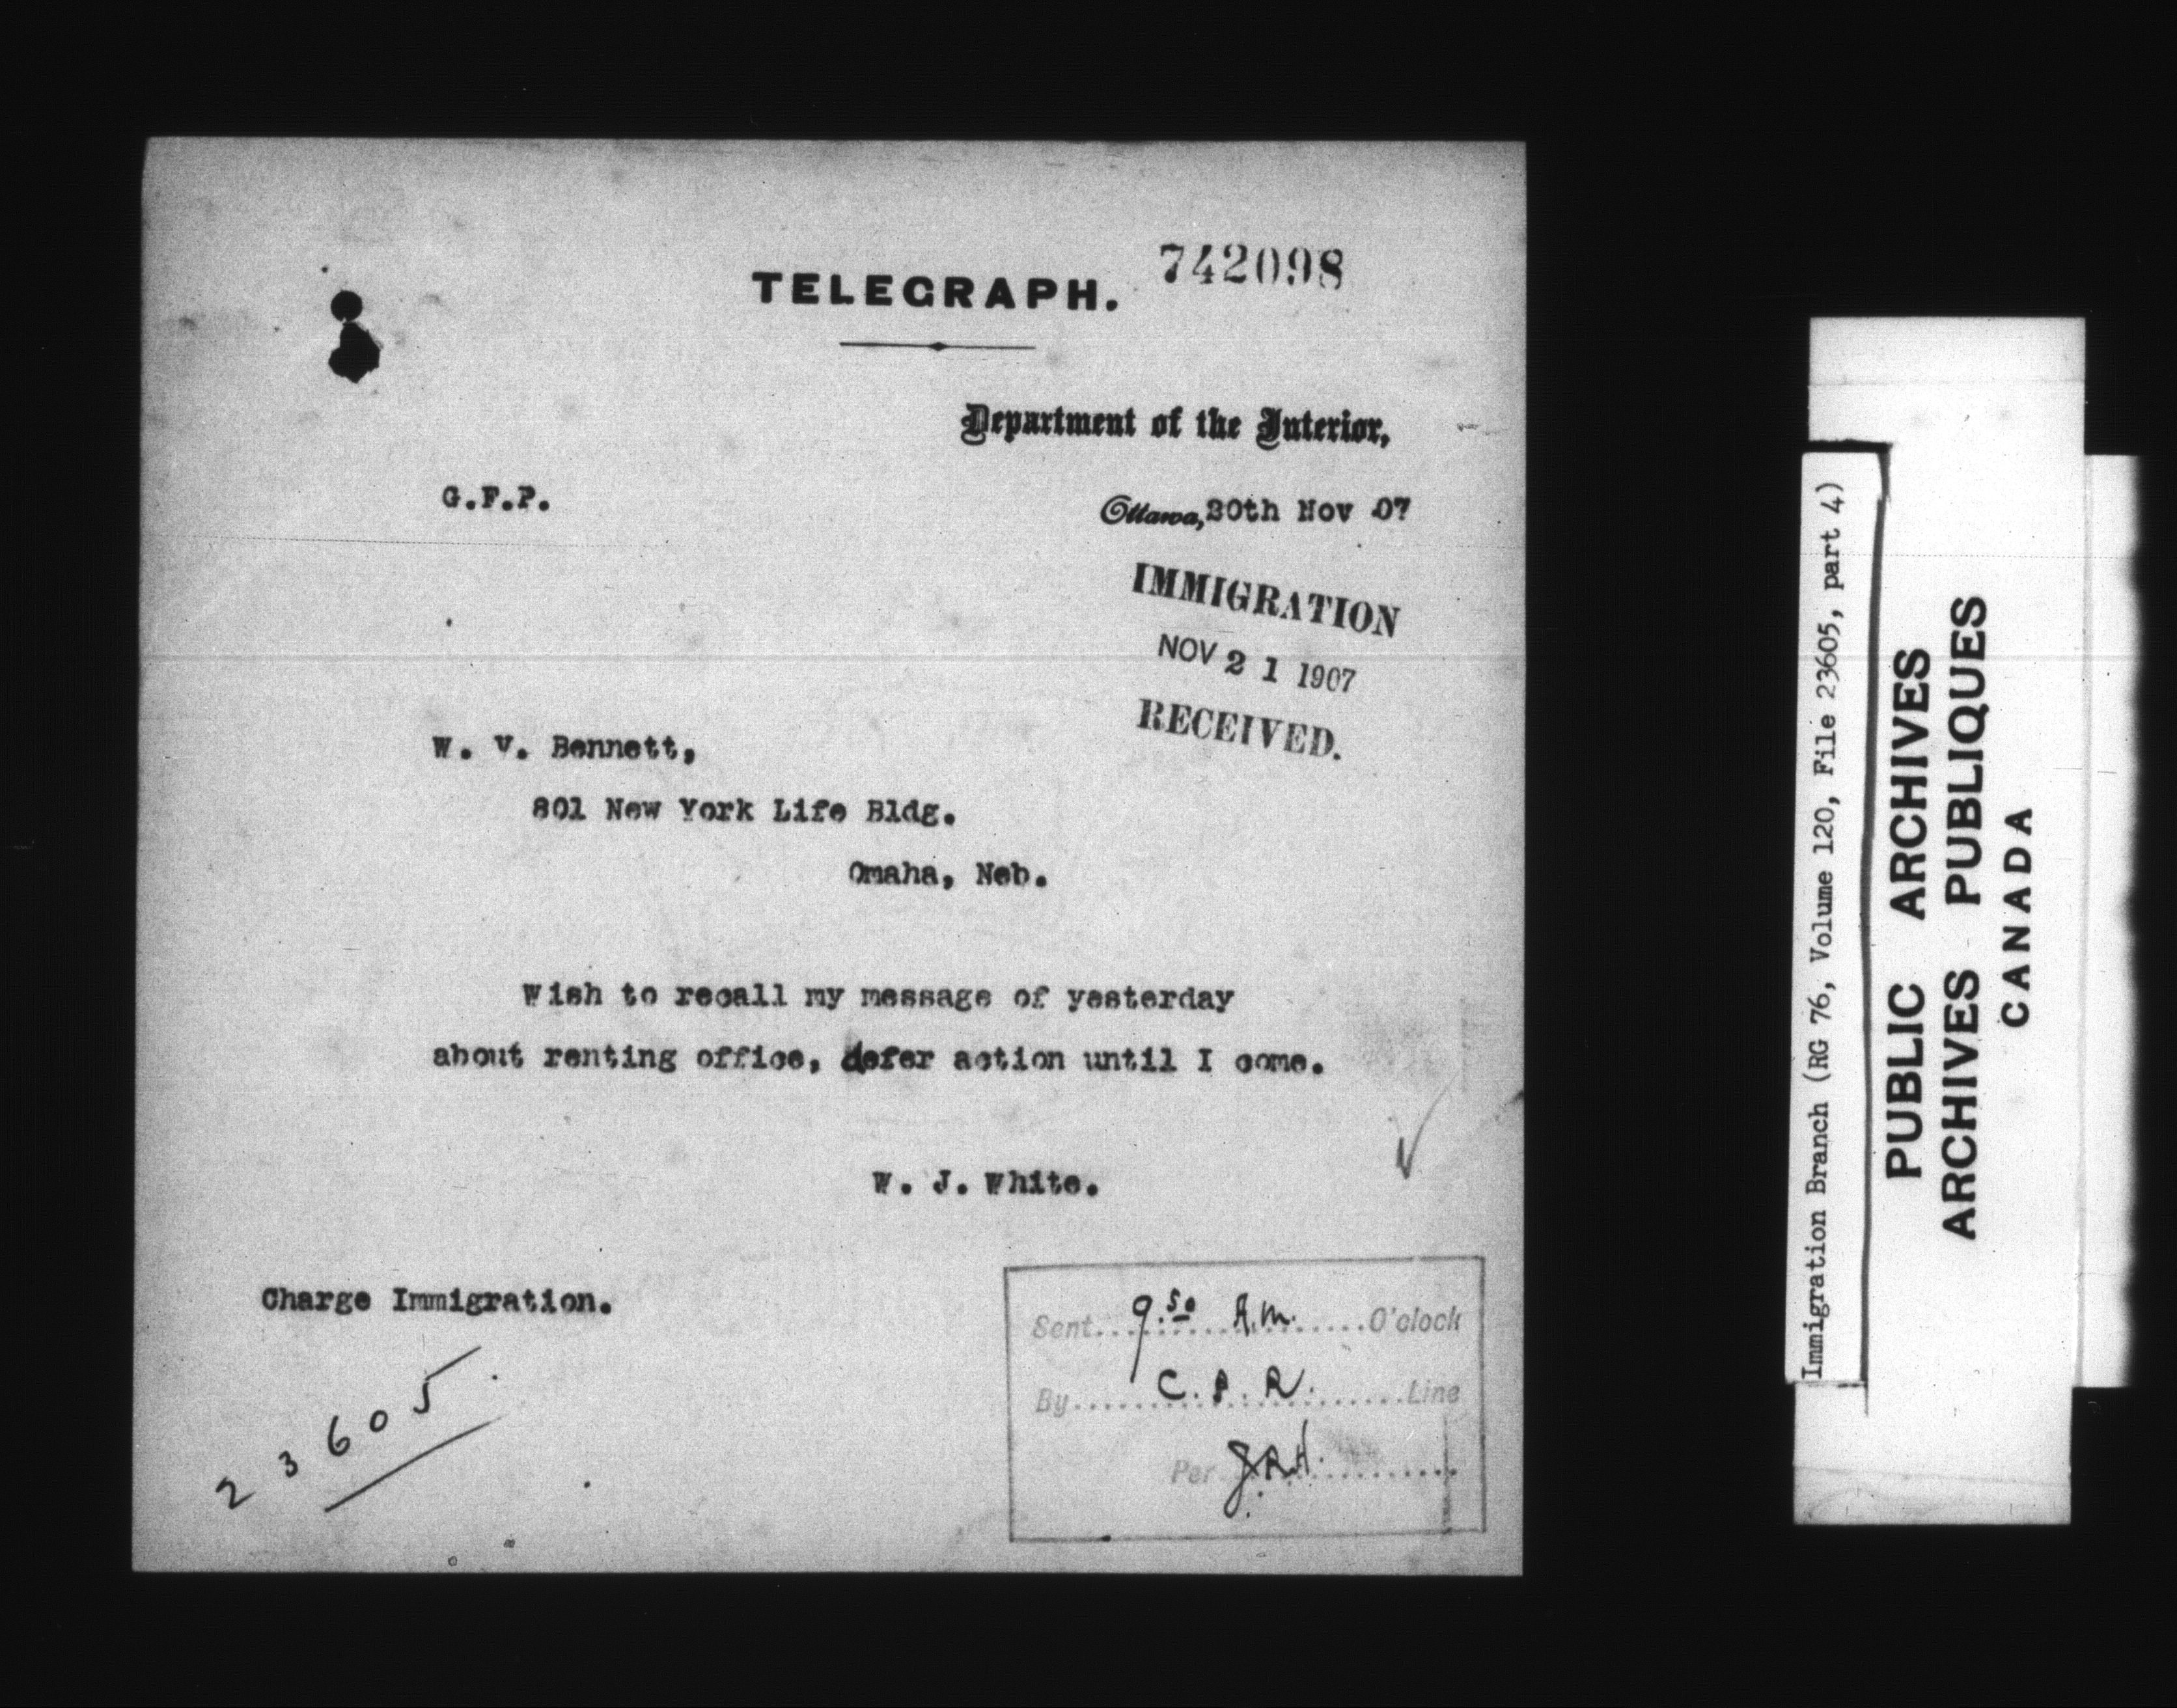 742098
TELEGRAPH.
Department of the Interior,
G.F.P.
Ottawa, 20th Nov 07
IMMIGRATION
NOV 21 1907
RECEIVED.
W. V. Bennett,
801 New York Life Bldg.
Omaha, Neb.
Wish to recall my message of yesterday
about renting office, defer action until I come.
W. J. White.
Charge Immigration.
23605.
Sent 9.50 A.M. O'clock
By C.P.R. Line
Per J.A.H.
Immigration Branch (RG 76, Volume 120, File 23605, part 4)
PUBLIC ARCHIVES
ARCHIVES PUBLIQUES
CANADA